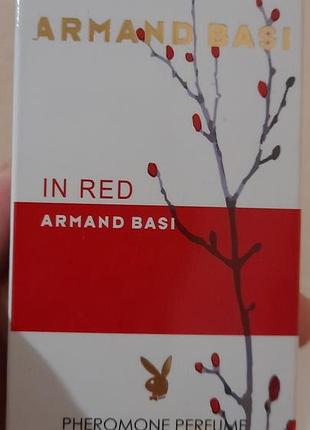 ARMAND BASI
IN RED
ARMAND BASI
PHEROMONE PERFUME